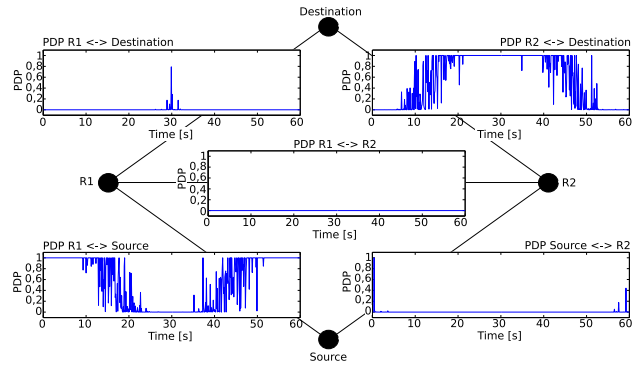 Destination
PDP R1 <-> Destination
PDP R2 <-> Destination
PDP
1
0,8
0,6
0,4
0,2
0
0 10 20 30 40 50 60
Time [s]
PDP
1
0,8
0,6
0,4
0,2
0
0 10 20 30 40 50 60
Time [s]
PDP R1 <-> R2
R1
R2
PDP
1
0,8
0,6
0,4
0,2
0
0 10 20 30 40 50 60
Time [s]
PDP R1 <-> Source
PDP Source <-> R2
PDP
1
0,8
0,6
0,4
0,2
0
0 10 20 30 40 50 60
Time [s]
PDP
1
0,8
0,6
0,4
0,2
0
0 10 20 30 40 50 60
Time [s]
Source